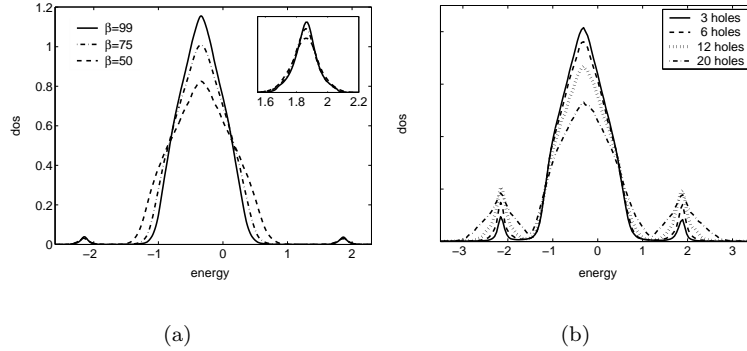 1.2
1
0.8
0.6
0.4
0.2
0
dos
β=99
β=75
β=50
1.6 1.8 2 2.2
−2 −1 0 1 2
energy
(a)
dos
3 holes
6 holes
12 holes
20 holes
−3 −2 −1 0 1 2 3
energy
(b)